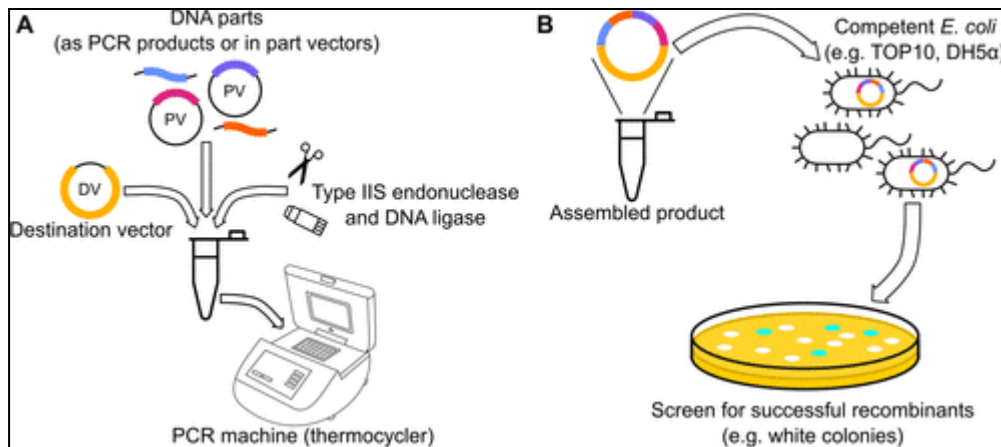 A
DNA parts
(as PCR products or in part vectors)
PV
PV
DV
Destination vector
Type IIS endonuclease
and DNA ligase
PCR machine (thermocycler)
B
Competent E. coli
(e.g. TOP10, DH5α)
Assembled product
Screen for successful recombinants
(e.g. white colonies)